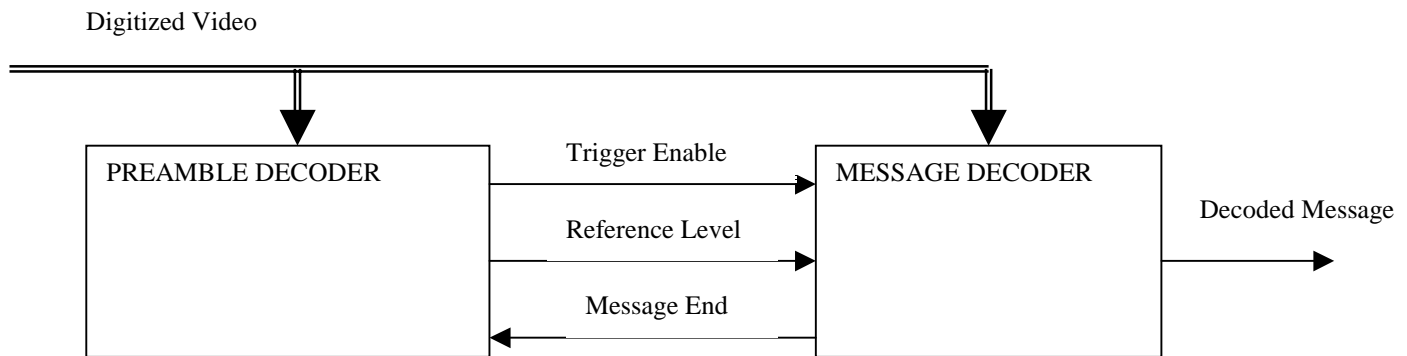 Digitized Video
PREAMBLE DECODER
Trigger Enable
MESSAGE DECODER
Decoded Message
Reference Level
Message End